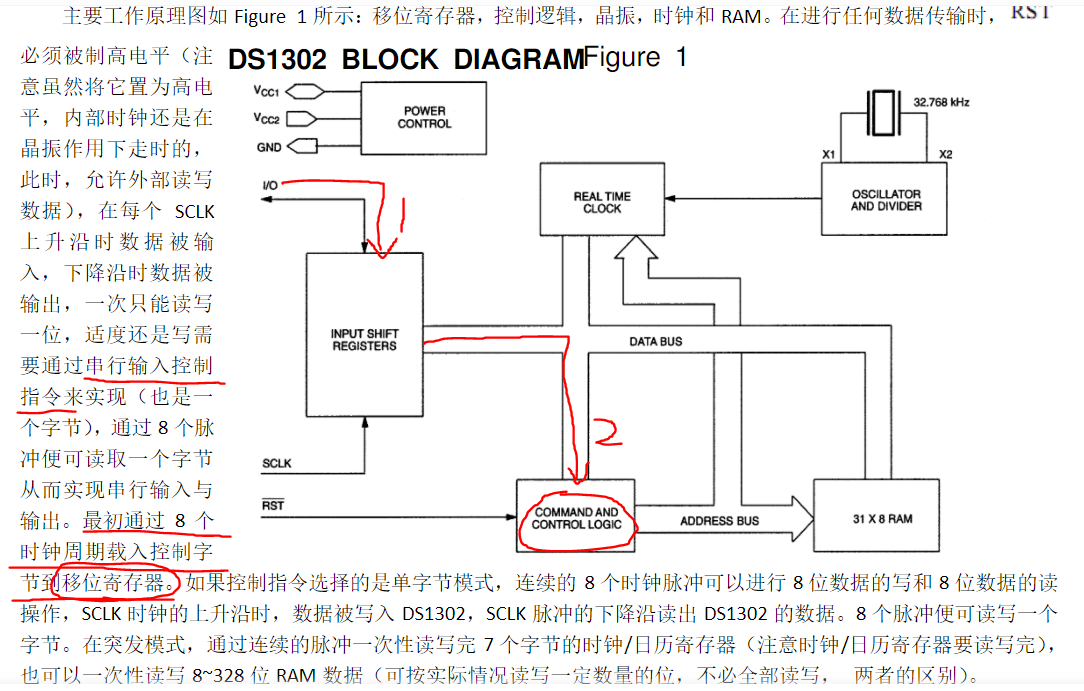 主要工作原理图如 Figure 1 所示：移位寄存器，控制逻辑，晶振，时钟和 RAM。在进行任何数据传输时， RST
必须被制高电平（注
意虽然将它置为高电
平，内部时钟还是在
晶振作用下走时的，
此时，允许外部读写
数据），在每个 SCLK
上升沿时数据被输
入，下降沿时数据被
输出，一次只能读写
一位，适度还是写需
要通过串行输入控制
指令来实现（也是一
个字节），通过 8 个脉
冲便可读取一个字节
从而实现串行输入与
输出。最初通过 8 个
时钟周期载入控制字
节到移位寄存器。如果控制指令选择的是单字节模式，连续的 8 个时钟脉冲可以进行 8 位数据的写和 8 位数据的读
操作，SCLK 时钟的上升沿时，数据被写入 DS1302，SCLK 脉冲的下降沿读出 DS1302 的数据。8 个脉冲便可读写一个
字节。在突发模式，通过连续的脉冲一次性读写完 7 个字节的时钟/日历寄存器（注意时钟/日历寄存器要读写完），
也可以一次性读写 8~328 位 RAM 数据（可按实际情况读写一定数量的位，不必全部读写， 两者的区别）。
DS1302 BLOCK DIAGRAM Figure 1
VCC1
VCC2
GND
POWER
CONTROL
32.768 kHz
X1
X2
I/O
1
REAL TIME
CLOCK
OSCILLATOR
AND DIVIDER
INPUT SHIFT
REGISTERS
DATA BUS
2
SCLK
RST
COMMAND AND
CONTROL LOGIC
ADDRESS BUS
31 X 8 RAM